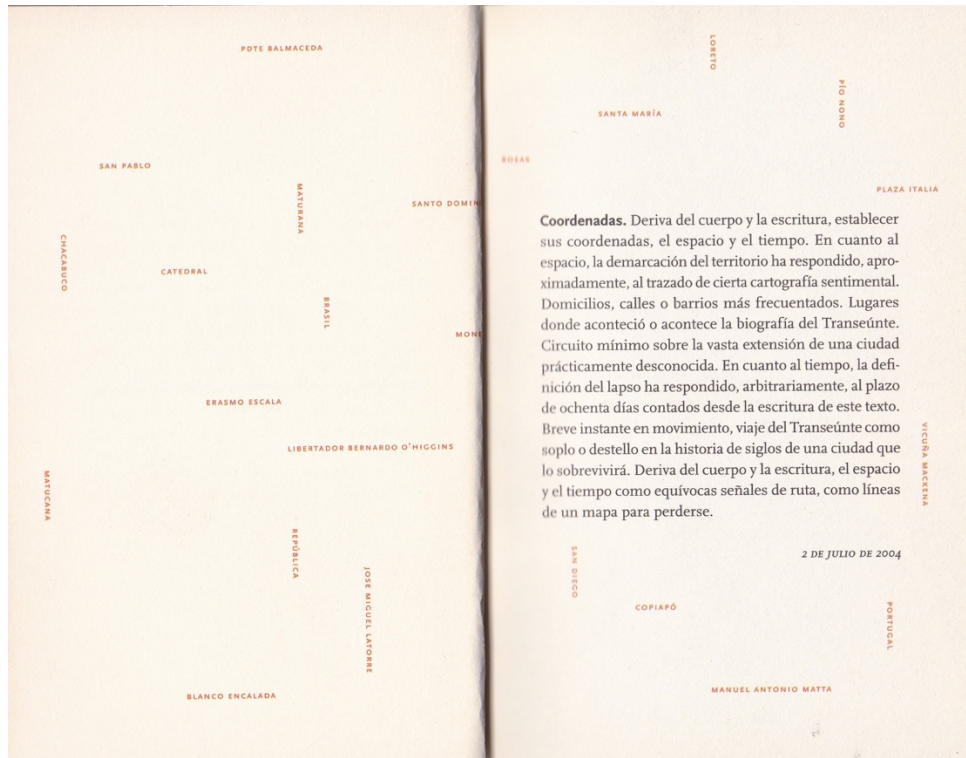 PDTE BALMACEDA
SAN PABLO
MATURANA
SANTO DOMIN
CHACABUCO
CATEDRAL
BRASIL
MONE
ERASMO ESCALA
LIBERTADOR BERNARDO O'HIGGINS
MATUCANA
REPÚBLICA
JOSE MIGUEL LATORRE
BLANCO ENCALADA
LORETO
PÍO NONO
SANTA MARÍA
ROSAS
PLAZA ITALIA
Coordenadas. Deriva del cuerpo y la escritura, establecer
sus coordenadas, el espacio y el tiempo. En cuanto al
espacio, la demarcación del territorio ha respondido, apro-
ximadamente, al trazado de cierta cartografía sentimental.
Domicilios, calles o barrios más frecuentados. Lugares
donde aconteció o acontece la biografía del Transeúnte.
Circuito mínimo sobre la vasta extensión de una ciudad
prácticamente desconocida. En cuanto al tiempo, la defi-
nición del lapso ha respondido, arbitrariamente, al plazo
de ochenta días contados desde la escritura de este texto.
Breve instante en movimiento, viaje del Transeúnte como
soplo o destello en la historia de siglos de una ciudad que
lo sobrevivirá. Deriva del cuerpo y la escritura, el espacio
y el tiempo como equívocas señales de ruta, como líneas
de un mapa para perderse.
VICUÑA MACKENA
2 DE JULIO DE 2004
SAN DIEGO
COPIAPÓ
PORTUGAL
MANUEL ANTONIO MATTA